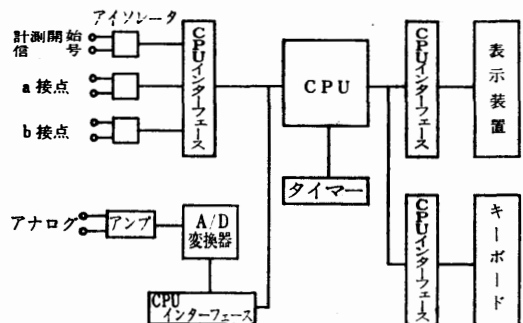 アイソレータ
計測開始
信号
a接点
b接点
CPUインターフェース
CPU
タイマー
CPUインターフェース
表示装置
アナログ
アンプ
A/D
変換器
CPU
インターフェース
CPUインターフェース
キーボード